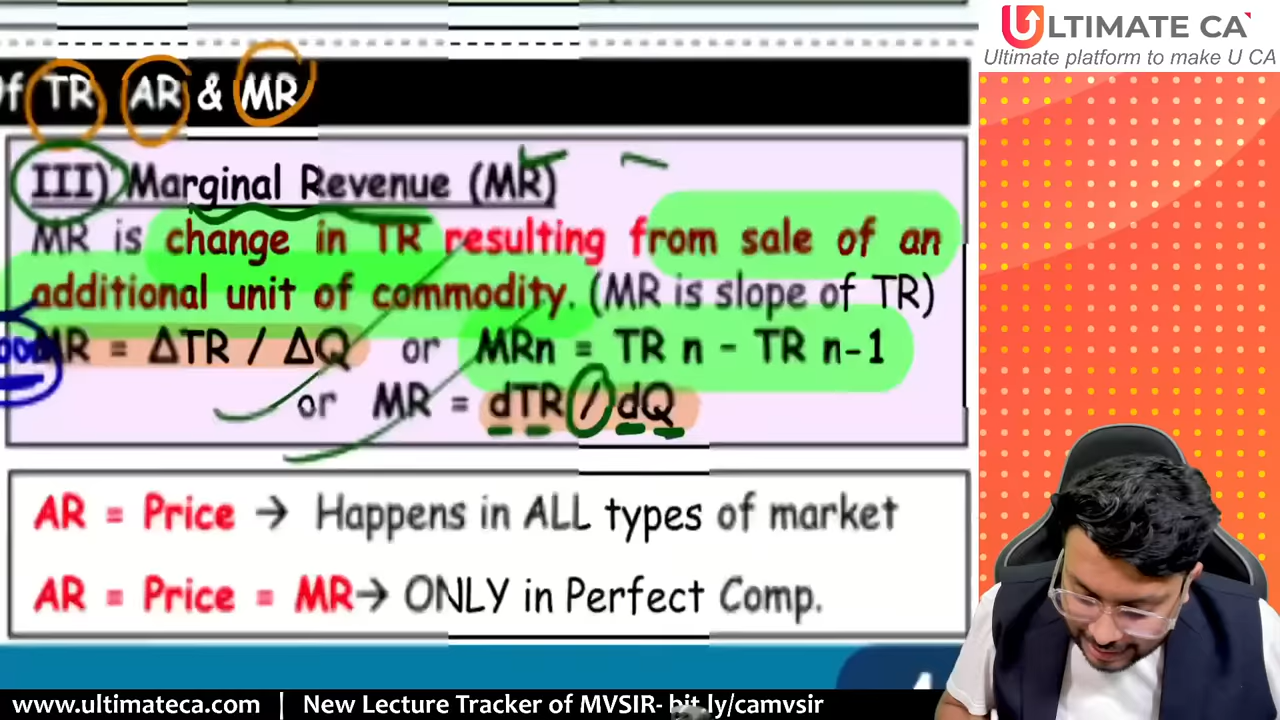 ULTIMATE CA
Ultimate platform to make U CA
f TR AR & MR
III) Marginal Revenue (MR)
MR is change in TR resulting from sale of an
additional unit of commodity. (MR is slope of TR)
MR = ΔTR / ΔQ or MRn = TR n - TR n-1
or MR = dTR / dQ
AR = Price → Happens in ALL types of market
AR = Price = MR→ ONLY in Perfect Comp.
www.ultimateca.com | New Lecture Tracker of MVSIR- bit.ly/camvsir